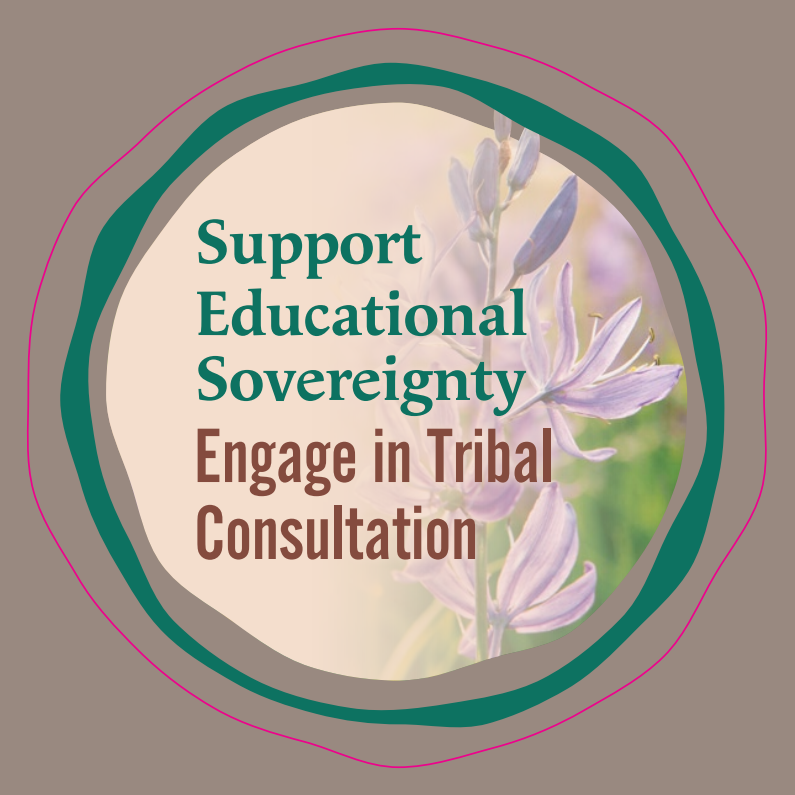 Support
Educational
Sovereignty
Engage in Tribal
Consultation